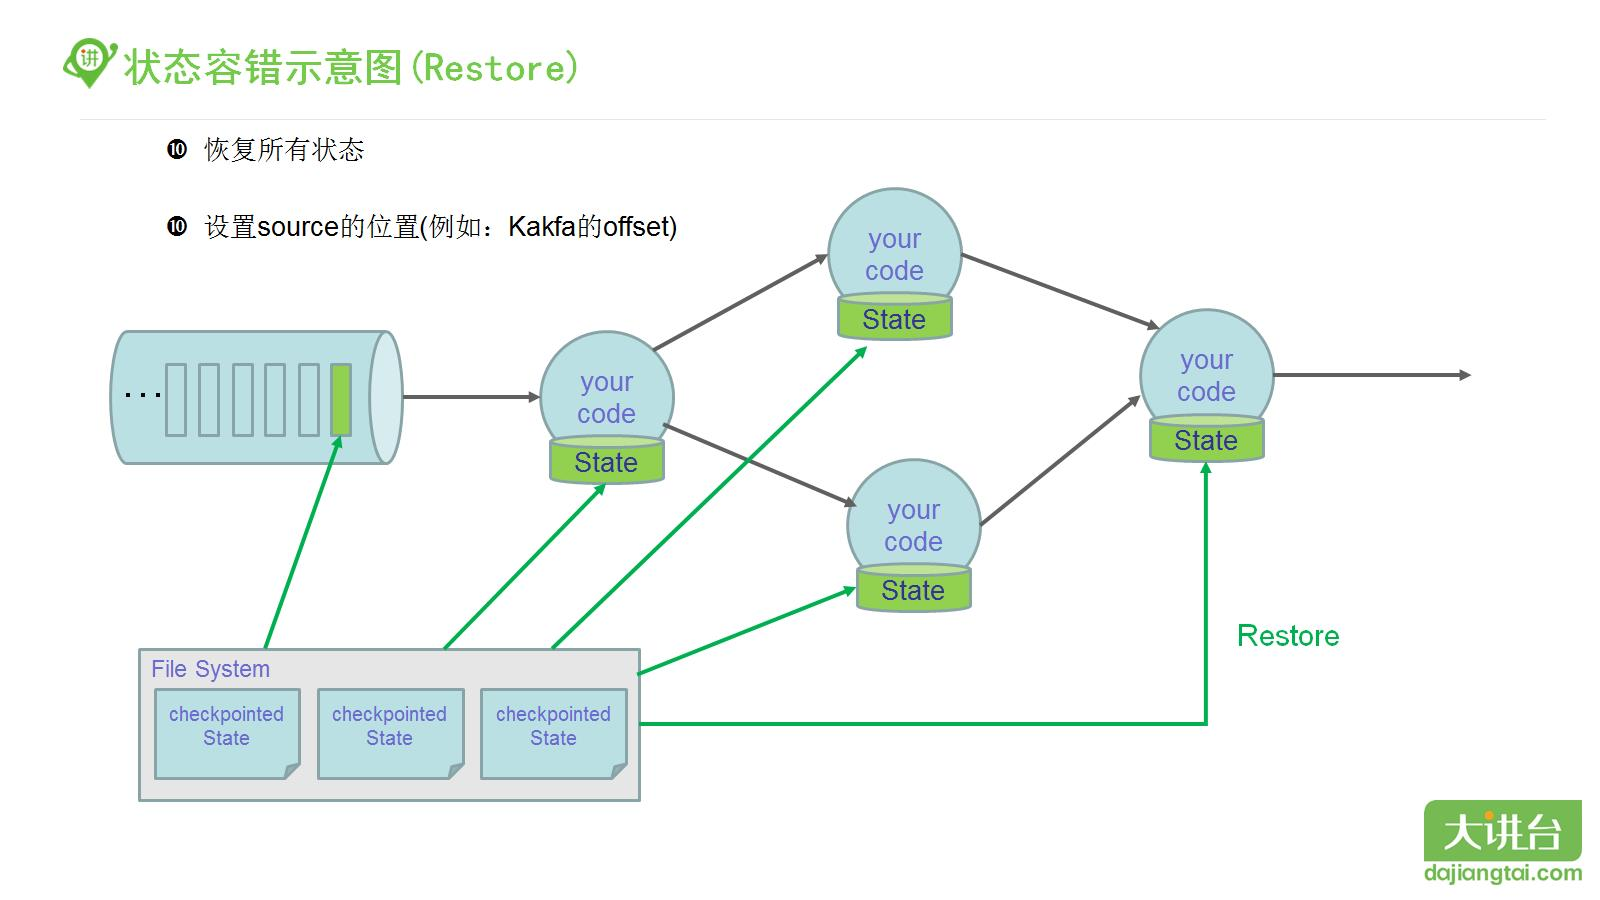 讲
状态容错示意图(Restore)
⓾ 恢复所有状态
⓾ 设置source的位置(例如：Kakfa的offset)
your
code
State
your
code
State
...
your
code
State
your
code
State
Restore
File System
checkpointed
State
checkpointed
State
checkpointed
State
大讲台
dajiangtai.com